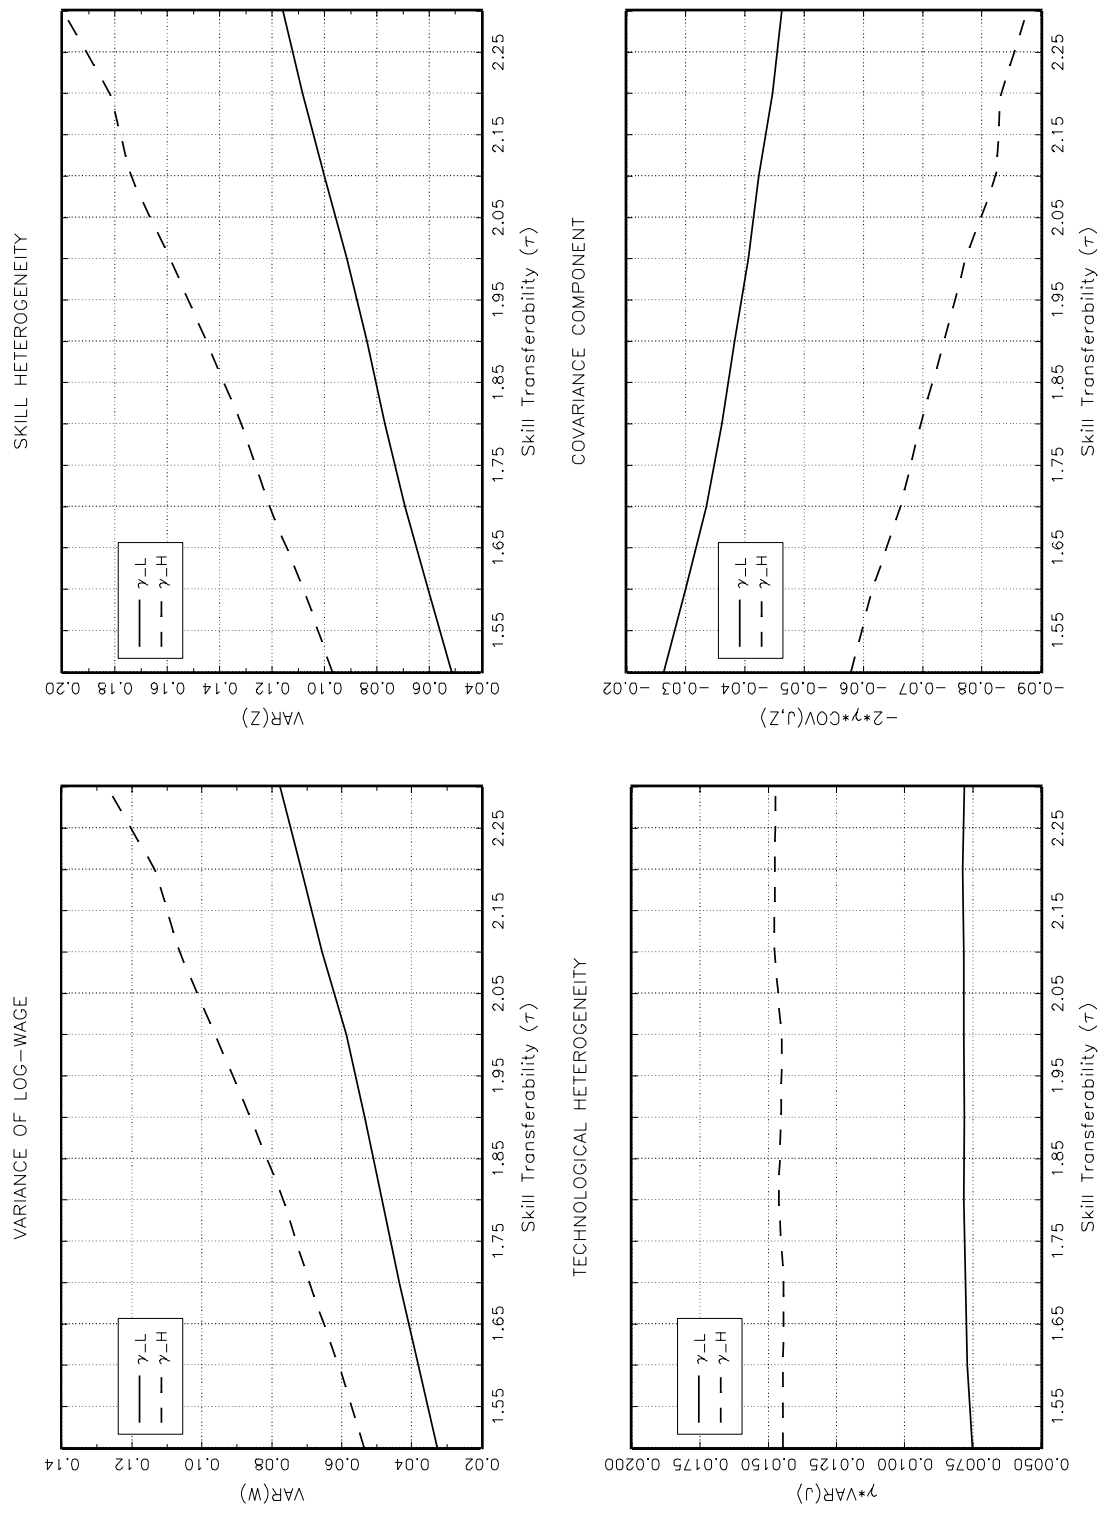 VARIANCE OF LOG-WAGE
VAR(W)
0.14
0.12
0.10
0.08
0.06
0.04
0.02
γ_L
γ_H
1.55 1.65 1.75 1.85 1.95 2.05 2.15 2.25
Skill Transferability (τ)
SKILL HETEROGENEITY
VAR(Z)
0.20
0.18
0.16
0.14
0.12
0.10
0.08
0.06
0.04
γ_L
γ_H
1.55 1.65 1.75 1.85 1.95 2.05 2.15 2.25
Skill Transferability (τ)
TECHNOLOGICAL HETEROGENEITY
γ*VAR(J)
0.0200
0.0175
0.0150
0.0125
0.0100
0.0075
0.0050
γ_L
γ_H
1.55 1.65 1.75 1.85 1.95 2.05 2.15 2.25
Skill Transferability (τ)
COVARIANCE COMPONENT
-2*γ*COV(J,Z)
-0.02
-0.03
-0.04
-0.05
-0.06
-0.07
-0.08
-0.09
γ_L
γ_H
1.55 1.65 1.75 1.85 1.95 2.05 2.15 2.25
Skill Transferability (τ)